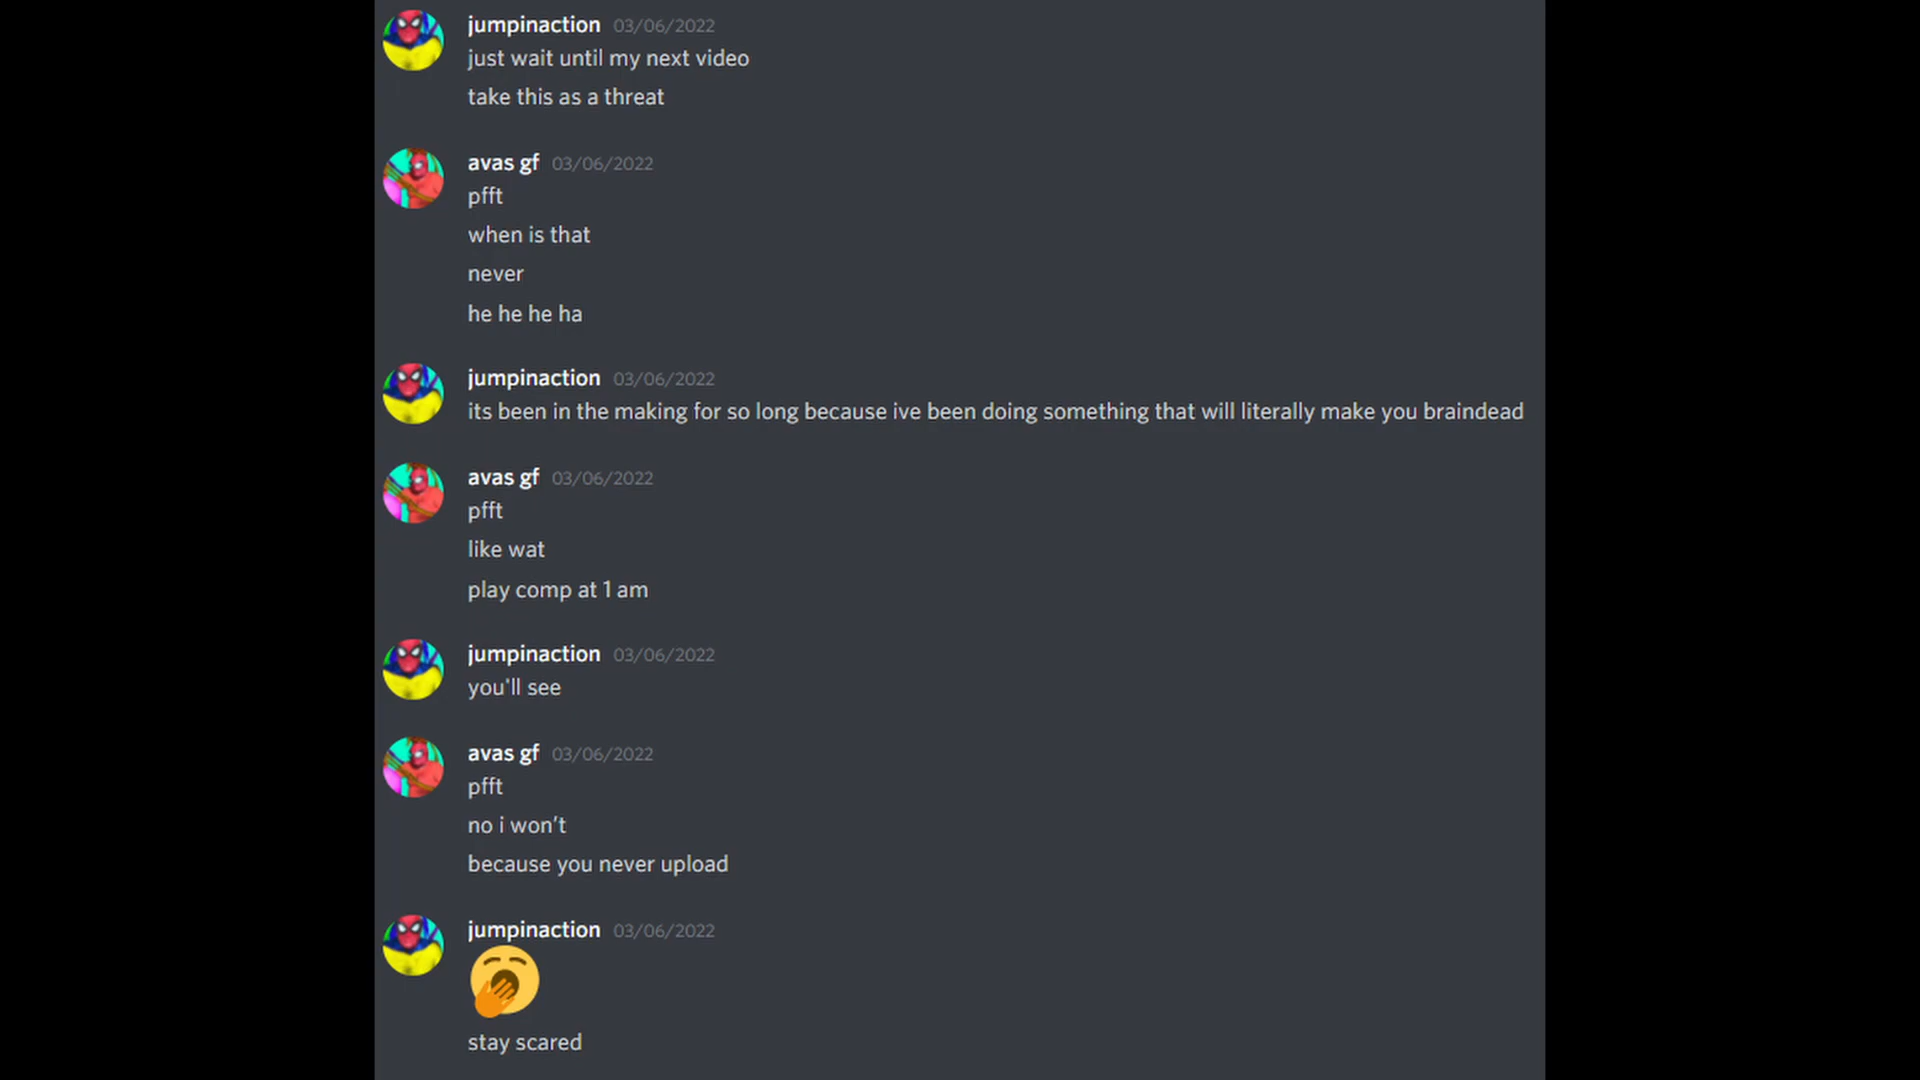 jumpinaction 03/06/2022
just wait until my next video
take this as a threat
avas gf 03/06/2022
pfft
when is that
never
he he he ha
jumpinaction 03/06/2022
its been in the making for so long because ive been doing something that will literally make you braindead
avas gf 03/06/2022
pfft
like wat
play comp at 1 am
jumpinaction 03/06/2022
you'll see
avas gf 03/06/2022
pfft
no i won’t
because you never upload
jumpinaction 03/06/2022
stay scared